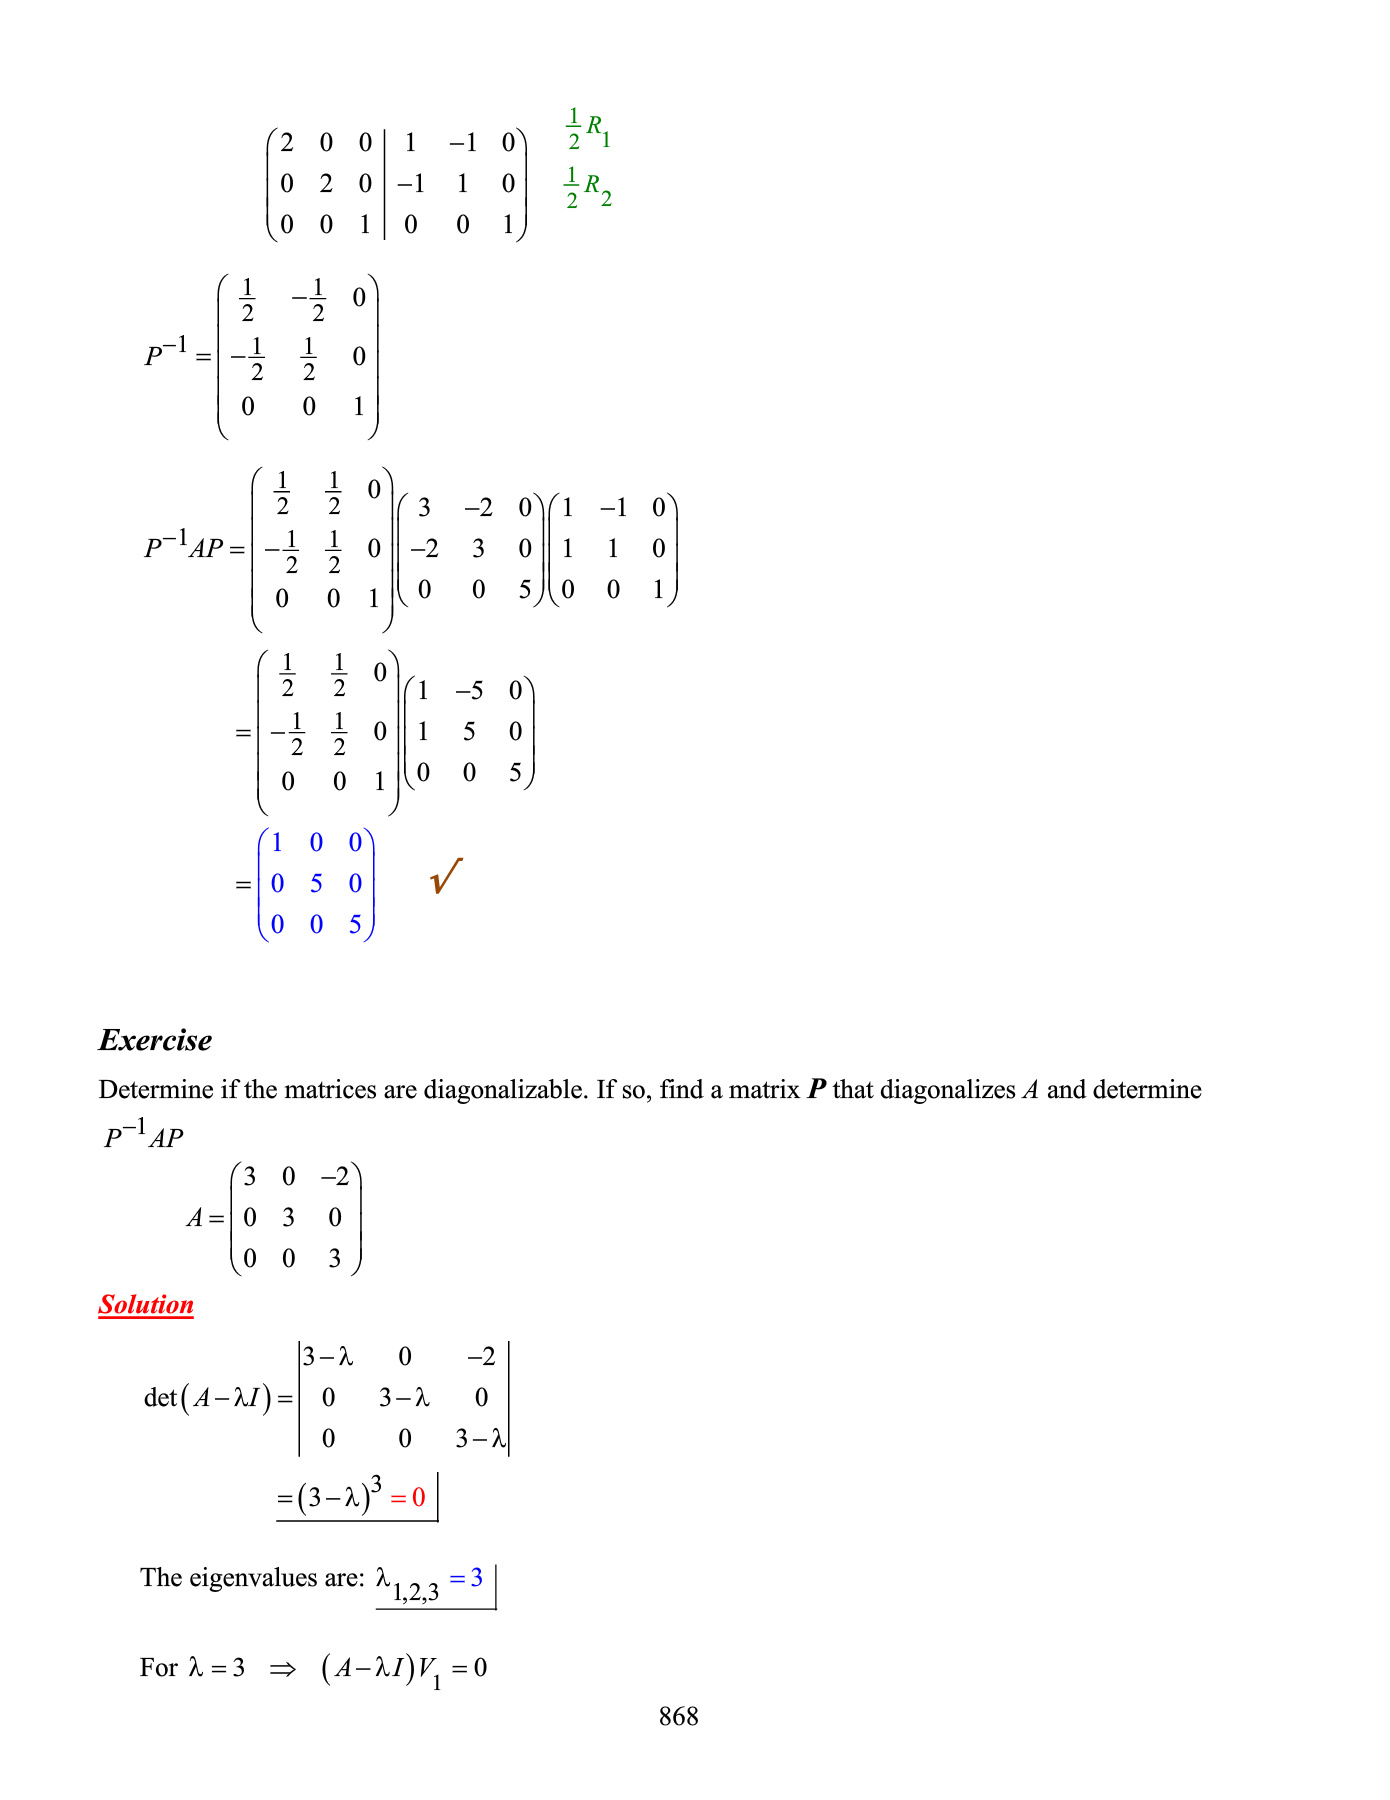 $\left(\begin{array}{ccc|ccc} 2 & 0 & 0 & 1 & -1 & 0 \\ 0 & 2 & 0 & -1 & 1 & 0 \\ 0 & 0 & 1 & 0 & 0 & 1 \end{array}\right) \quad \begin{array}{l} \frac{1}{2}R_1 \\ \frac{1}{2}R_2 \end{array}$
$P^{-1} = \begin{pmatrix} \frac{1}{2} & -\frac{1}{2} & 0 \\ -\frac{1}{2} & \frac{1}{2} & 0 \\ 0 & 0 & 1 \end{pmatrix}$
$P^{-1}AP = \begin{pmatrix} \frac{1}{2} & \frac{1}{2} & 0 \\ -\frac{1}{2} & \frac{1}{2} & 0 \\ 0 & 0 & 1 \end{pmatrix} \begin{pmatrix} 3 & -2 & 0 \\ -2 & 3 & 0 \\ 0 & 0 & 5 \end{pmatrix} \begin{pmatrix} 1 & -1 & 0 \\ 1 & 1 & 0 \\ 0 & 0 & 1 \end{pmatrix}$
$= \begin{pmatrix} \frac{1}{2} & \frac{1}{2} & 0 \\ -\frac{1}{2} & \frac{1}{2} & 0 \\ 0 & 0 & 1 \end{pmatrix} \begin{pmatrix} 1 & -5 & 0 \\ 1 & 5 & 0 \\ 0 & 0 & 5 \end{pmatrix}$
$= \begin{pmatrix} 1 & 0 & 0 \\ 0 & 5 & 0 \\ 0 & 0 & 5 \end{pmatrix}$ √
Exercise
Determine if the matrices are diagonalizable. If so, find a matrix P that diagonalizes A and determine
$P^{-1}AP$
$A = \begin{pmatrix} 3 & 0 & -2 \\ 0 & 3 & 0 \\ 0 & 0 & 3 \end{pmatrix}$
Solution
$\det(A - \lambda I) = \begin{vmatrix} 3-\lambda & 0 & -2 \\ 0 & 3-\lambda & 0 \\ 0 & 0 & 3-\lambda \end{vmatrix}$
$= (3-\lambda)^3 = 0$
The eigenvalues are: $\lambda_{1,2,3} = 3$
For $\lambda = 3 \Rightarrow (A - \lambda I)V_1 = 0$
868